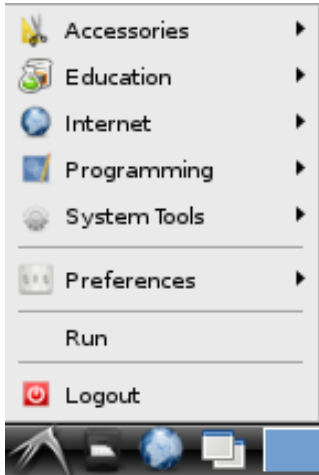 Accessories
Education
Internet
Programming
System Tools
Preferences
Run
Logout